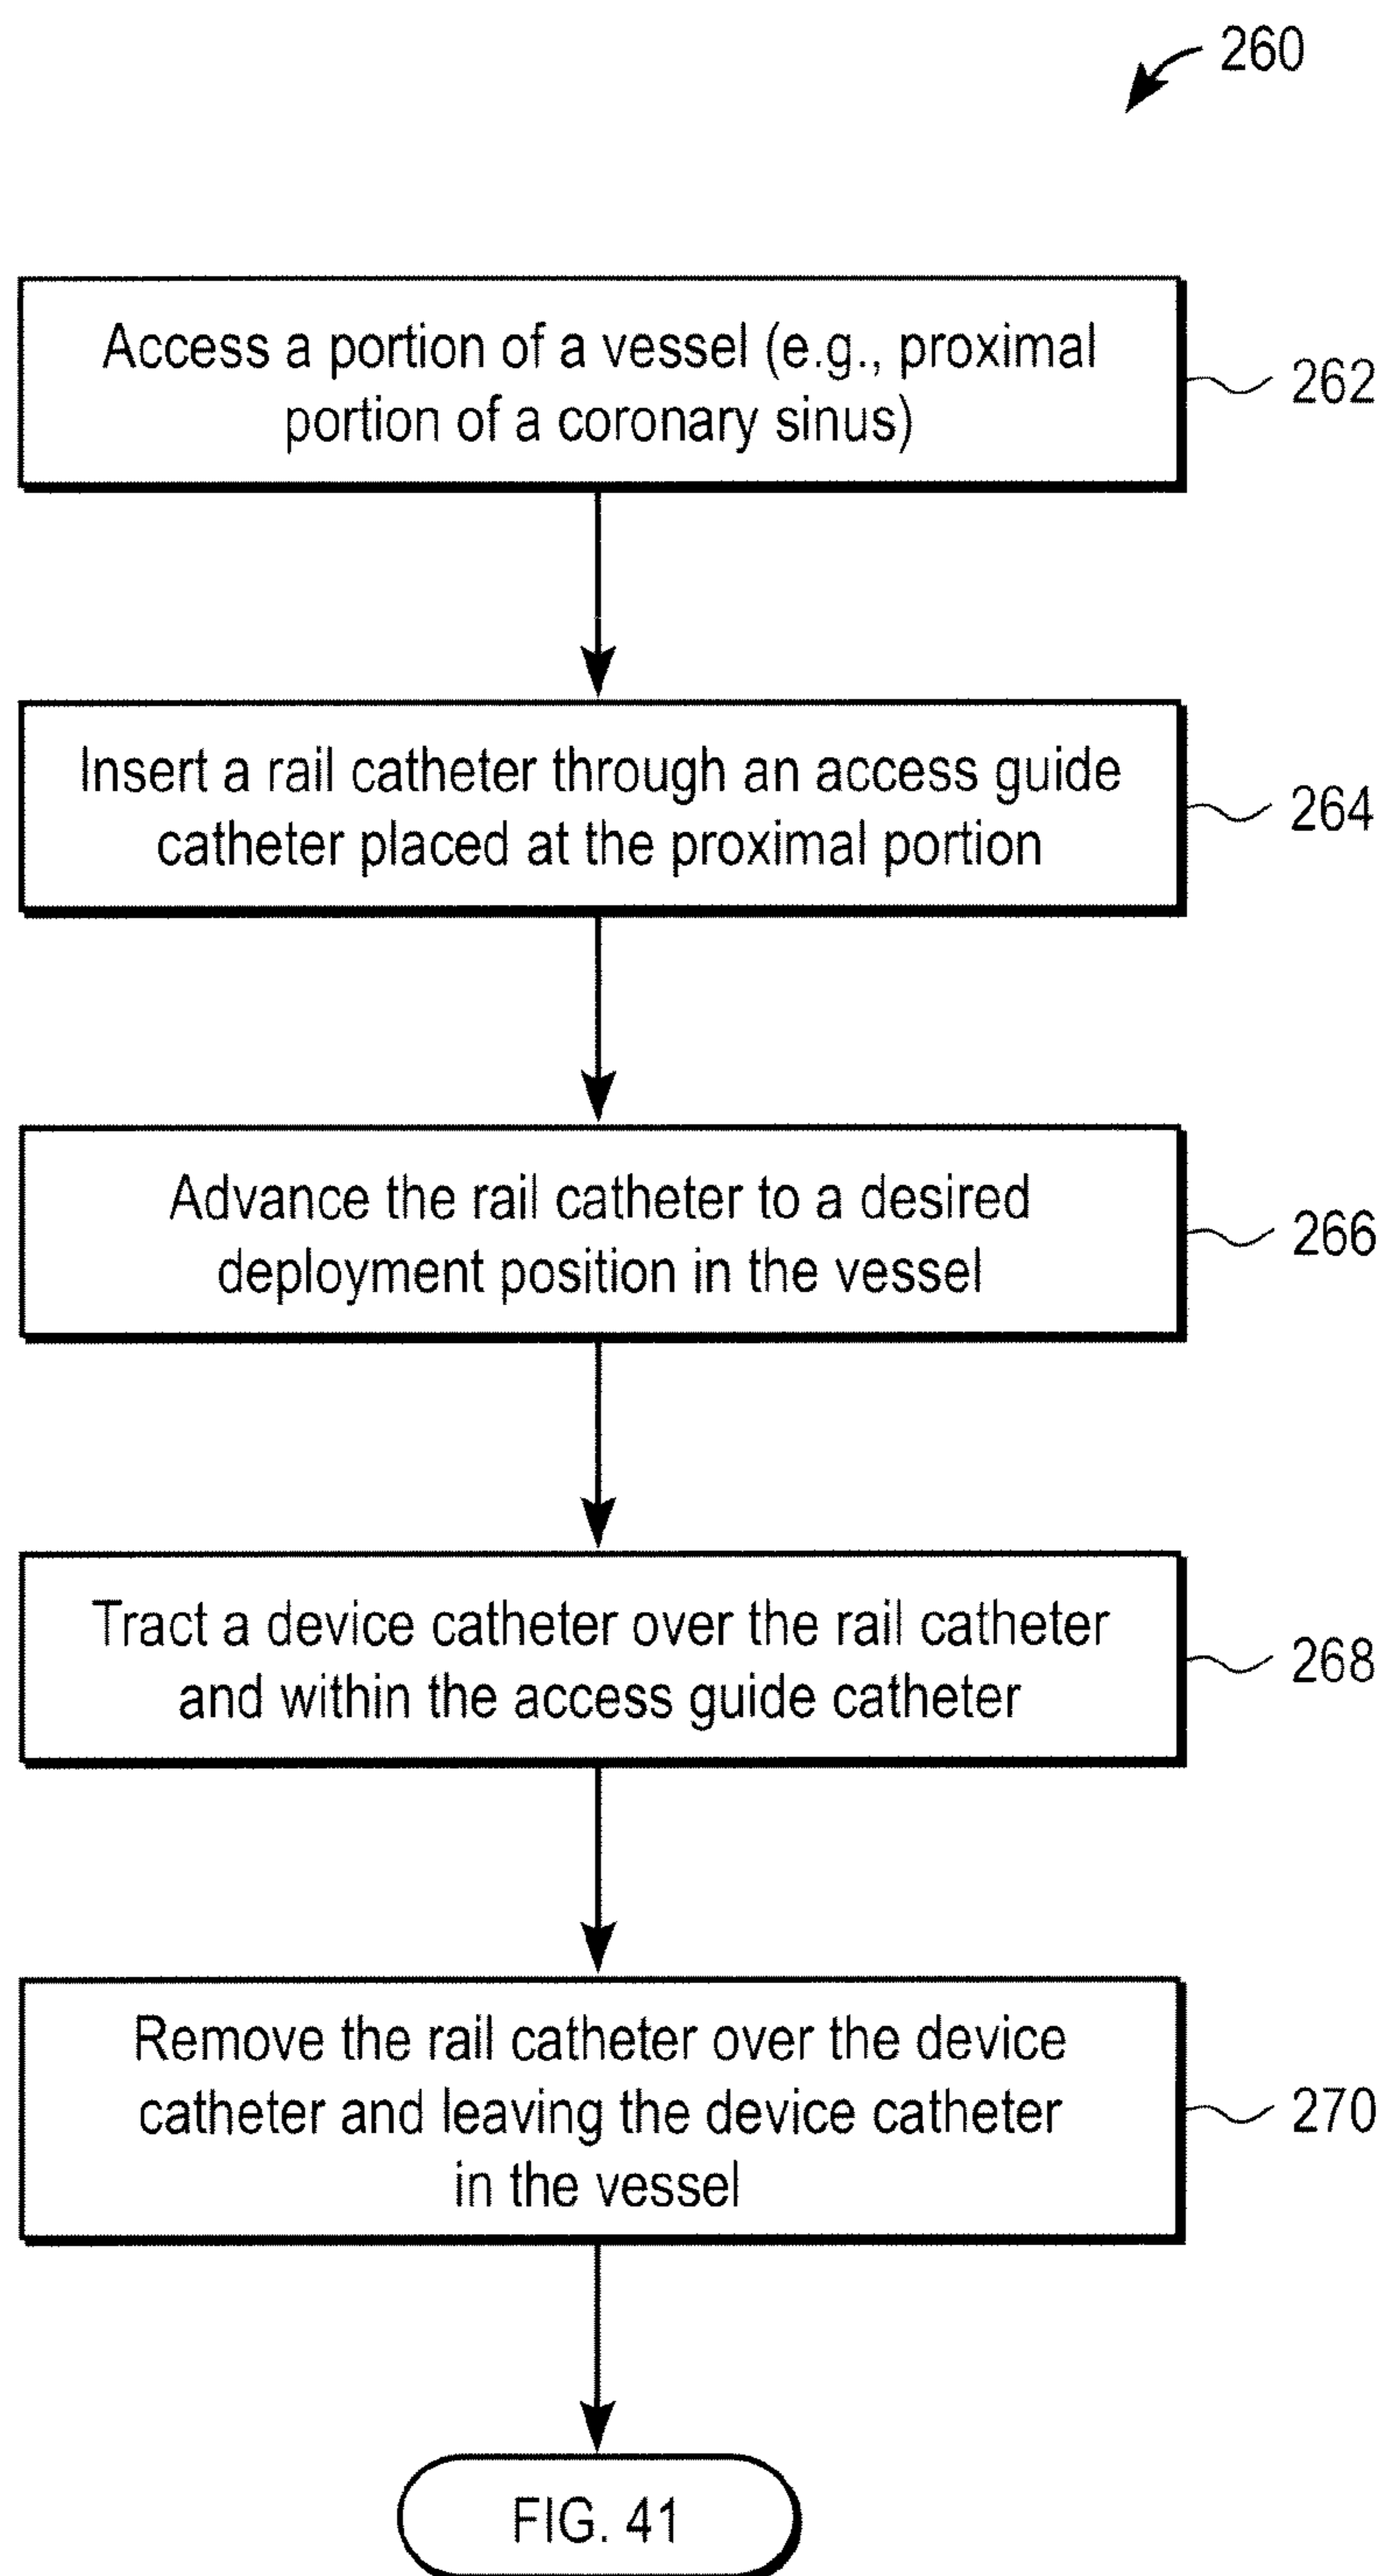 260
Access a portion of a vessel (e.g., proximal
portion of a coronary sinus)
262
Insert a rail catheter through an access guide
catheter placed at the proximal portion
264
Advance the rail catheter to a desired
deployment position in the vessel
266
Tract a device catheter over the rail catheter
and within the access guide catheter
268
Remove the rail catheter over the device
catheter and leaving the device catheter
in the vessel
270
FIG. 41